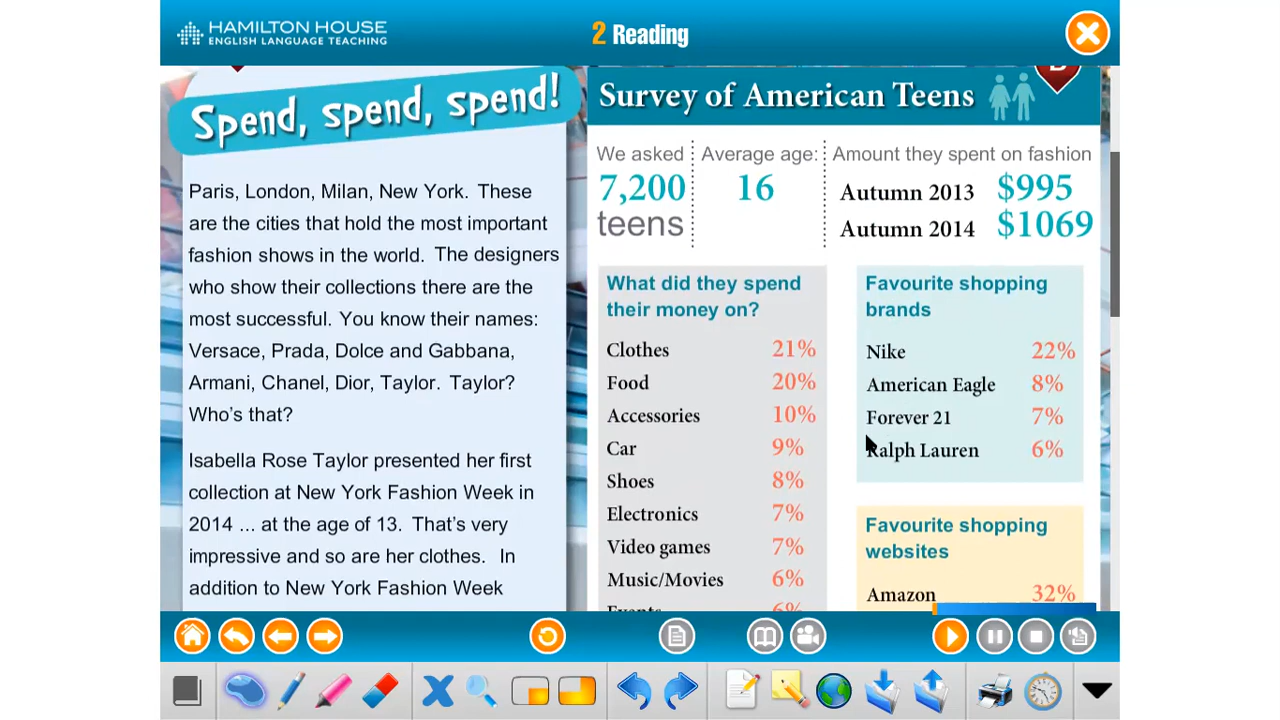 HAMILTON HOUSE
ENGLISH LANGUAGE TEACHING
2 Reading
Spend, spend, spend!
Paris, London, Milan, New York. These
are the cities that hold the most important
fashion shows in the world. The designers
who show their collections there are the
most successful. You know their names:
Versace, Prada, Dolce and Gabbana,
Armani, Chanel, Dior, Taylor. Taylor?
Who's that?
Isabella Rose Taylor presented her first
collection at New York Fashion Week in
2014 ... at the age of 13. That's very
impressive and so are her clothes. In
addition to New York Fashion Week
Survey of American Teens
We asked
7,200
teens
Average age:
16
Amount they spent on fashion
Autumn 2013 $995
Autumn 2014 $1069
What did they spend
their money on?
Clothes 21%
Food 20%
Accessories 10%
Car 9%
Shoes 8%
Electronics 7%
Video games 7%
Music/Movies 6%
Events 6%
Favourite shopping
brands
Nike 22%
American Eagle 8%
Forever 21 7%
Ralph Lauren 6%
Favourite shopping
websites
Amazon 32%